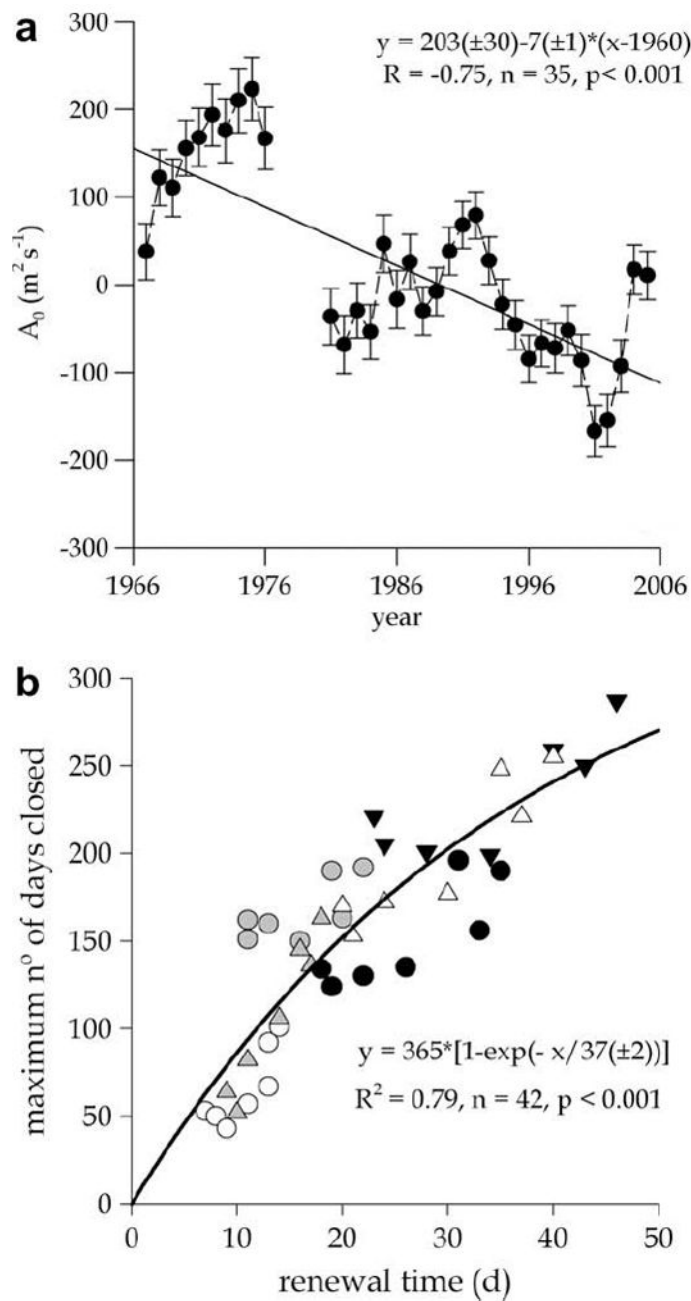 a
y = 203(±30)-7(±1)*(x-1960)
R = -0.75, n = 35, p< 0.001
300
200
100
0
-100
-200
-300
A₀ (m² s⁻¹)
1966
1976
1986
1996
2006
year
b
300
250
200
150
100
50
0
maximum nº of days closed
y = 365*[1-exp(- x/37(±2))]
R² = 0.79, n = 42, p < 0.001
0
10
20
30
40
50
renewal time (d)